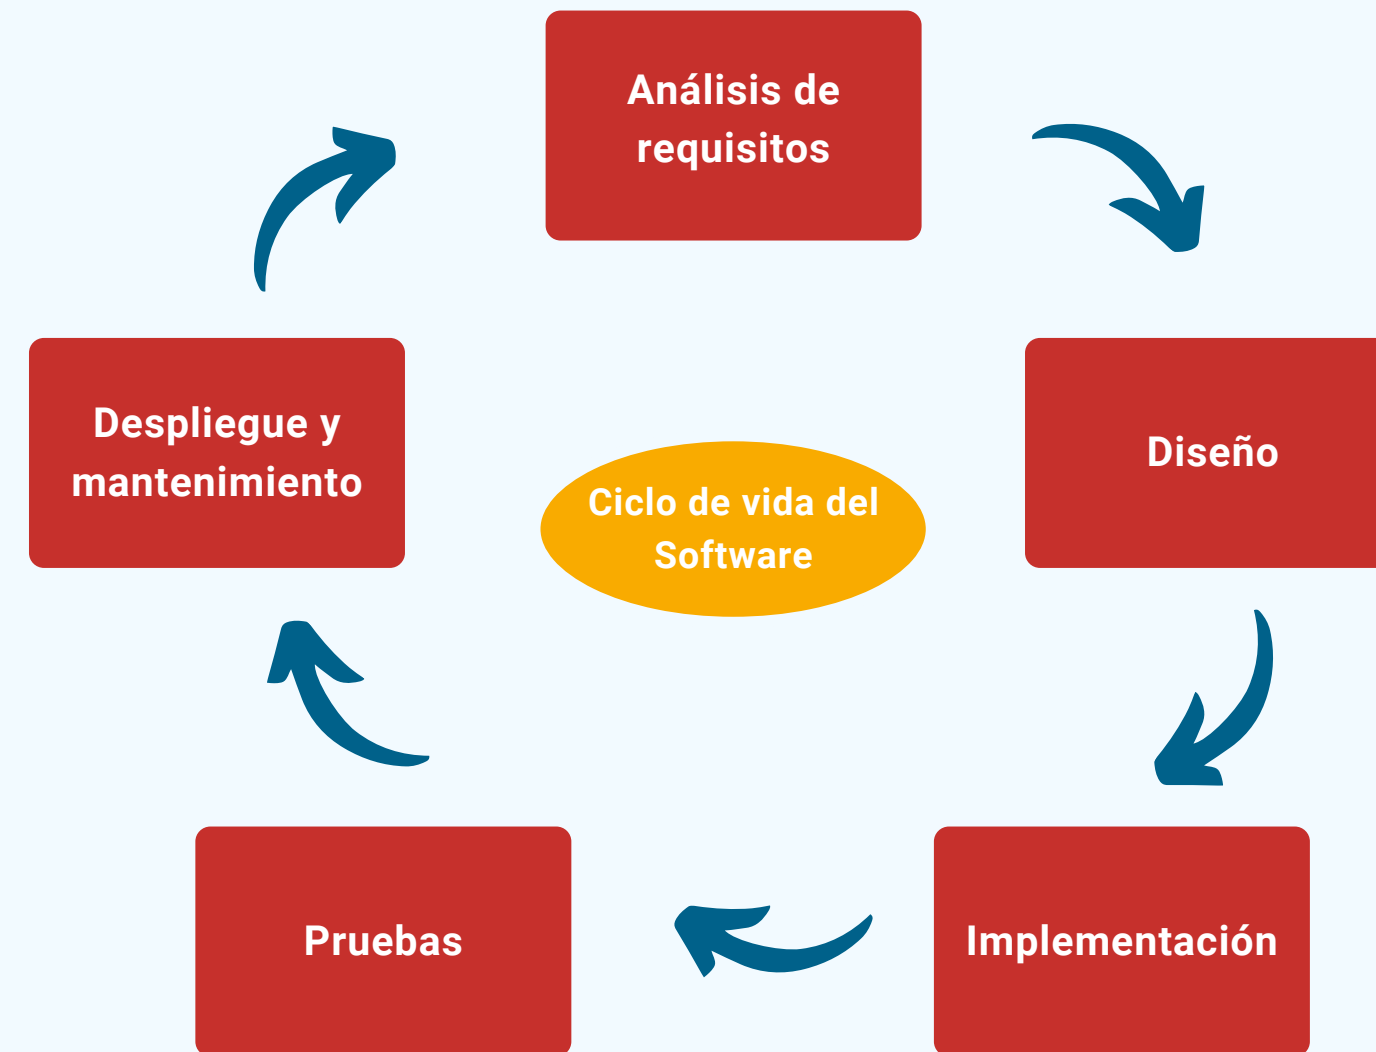 Análisis de
requisitos
Diseño
Implementación
Pruebas
Despliegue y
mantenimiento
Ciclo de vida del
Software